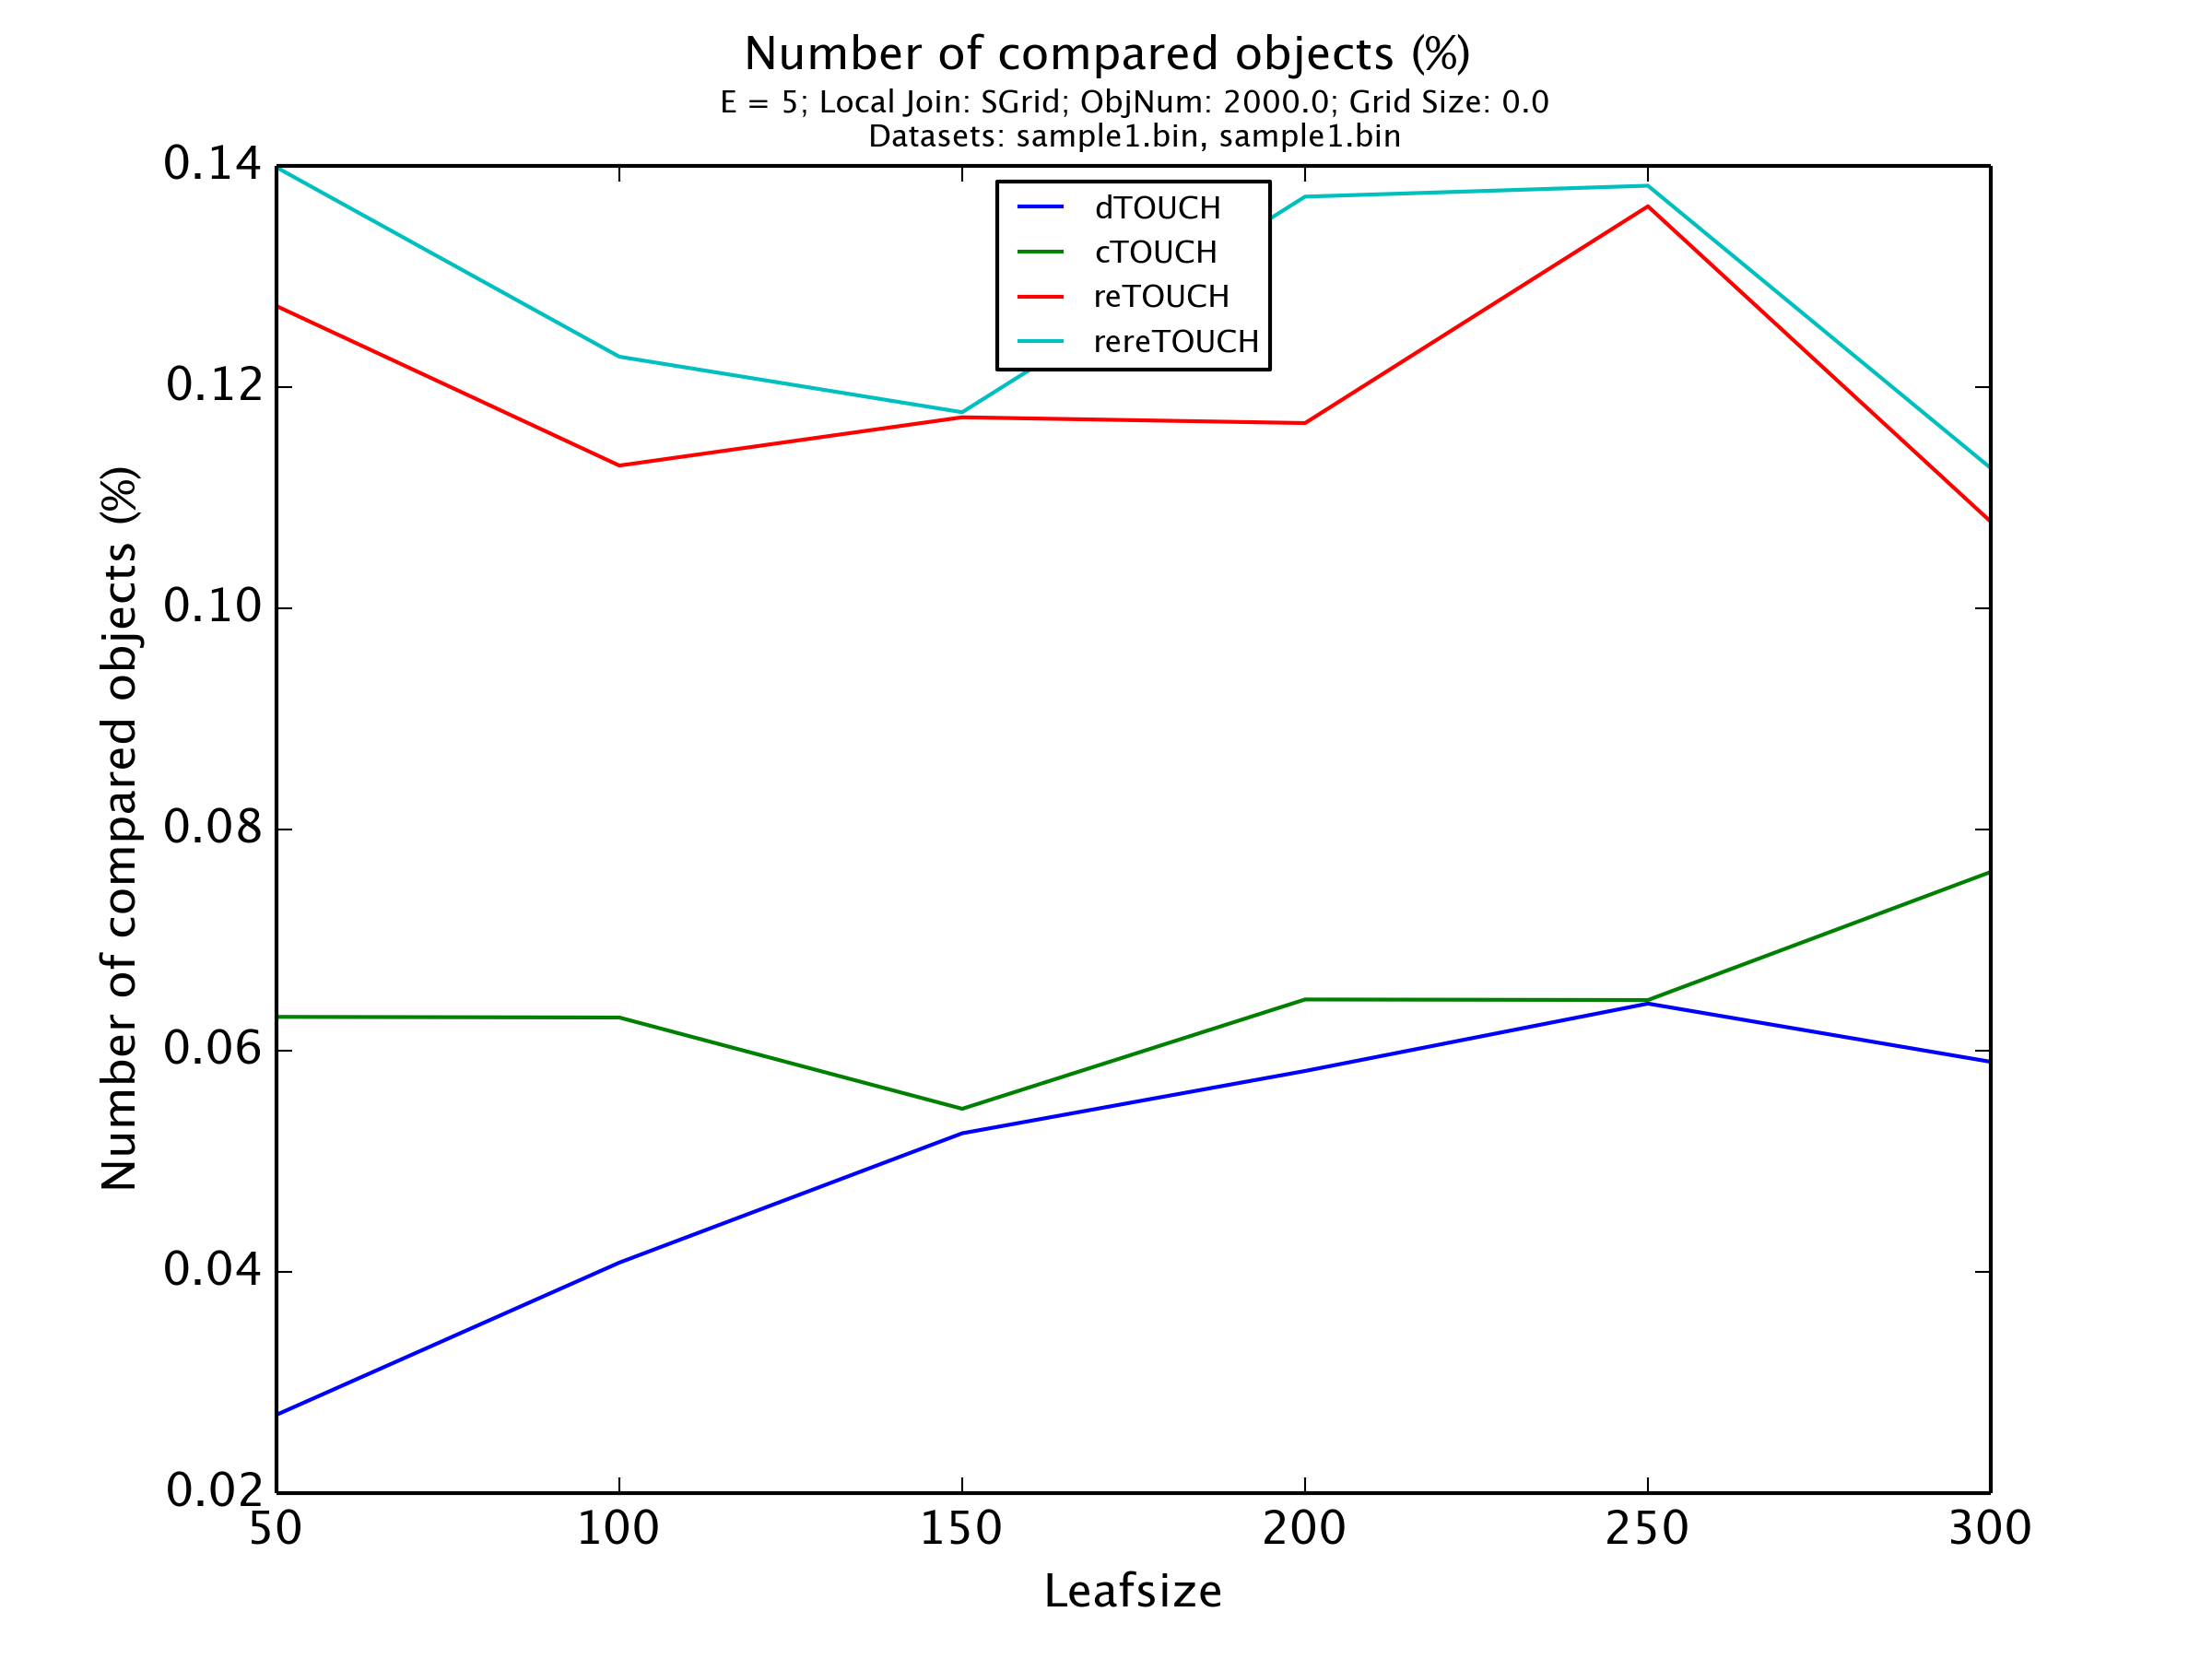 Number of compared objects (%)
E = 5; Local Join: SGrid; ObjNum: 2000.0; Grid Size: 0.0
Datasets: sample1.bin, sample1.bin
dTOUCH
cTOUCH
reTOUCH
rereTOUCH
Number of compared objects (%)
0.14
0.12
0.10
0.08
0.06
0.04
0.02
50 100 150 200 250 300
Leafsize